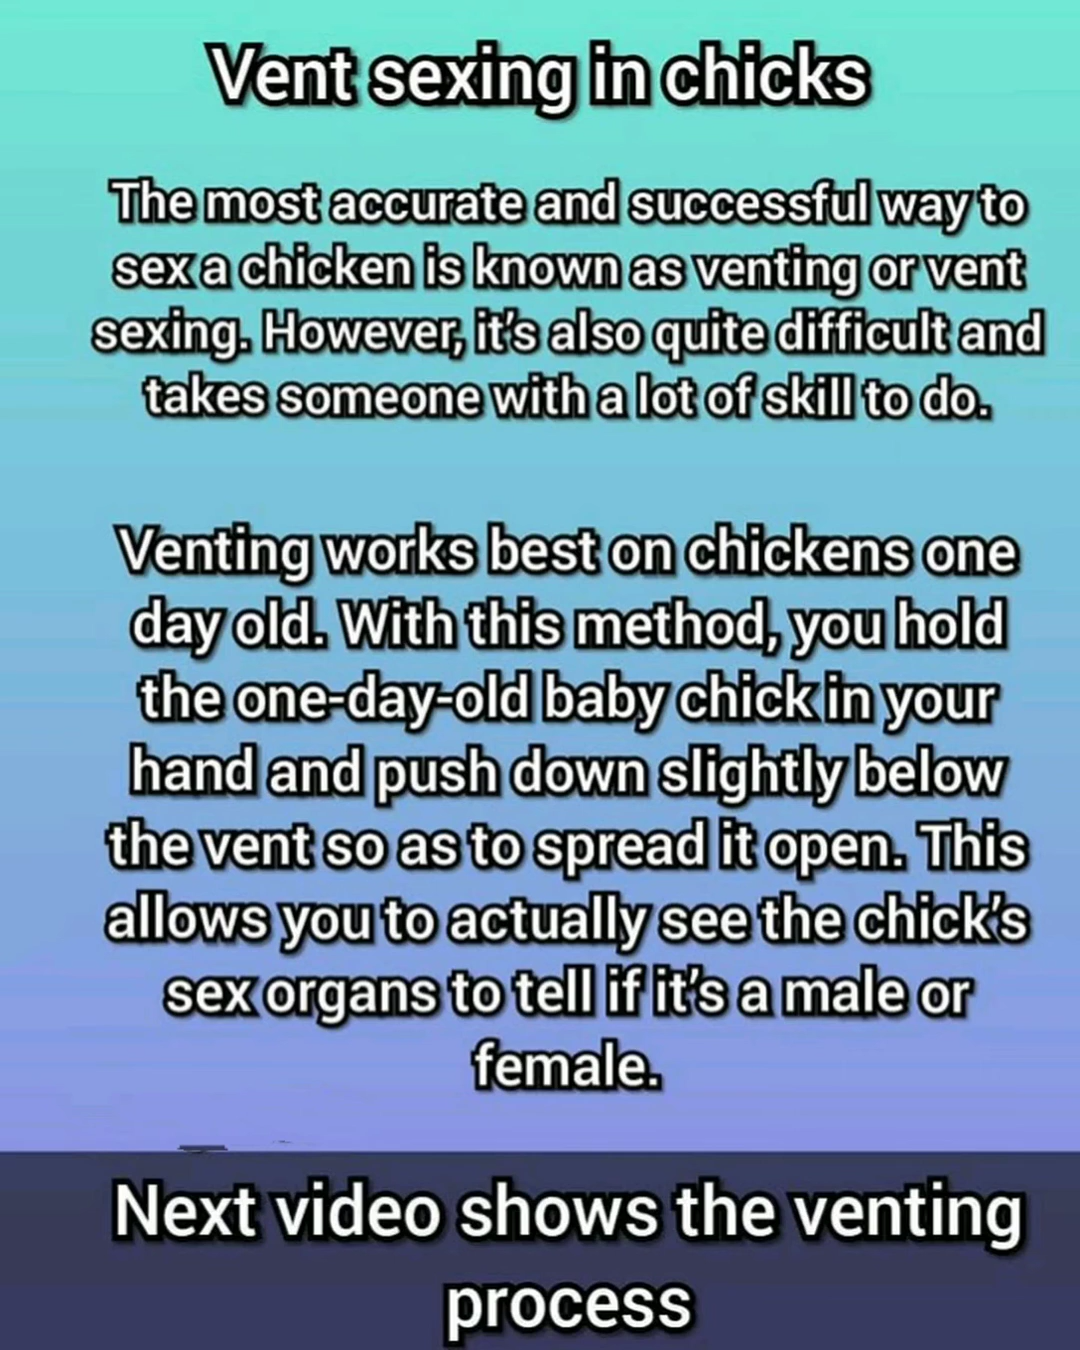 Vent sexing in chicks
The most accurate and successful way to
sex a chicken is known as venting or vent
sexing. However, it's also quite difficult and
takes someone with a lot of skill to do.
Venting works best on chickens one
day old. With this method, you hold
the one-day-old baby chick in your
hand and push down slightly below
the vent so as to spread it open. This
allows you to actually see the chick's
sex organs to tell if it's a male or
female.
Next video shows the venting
process